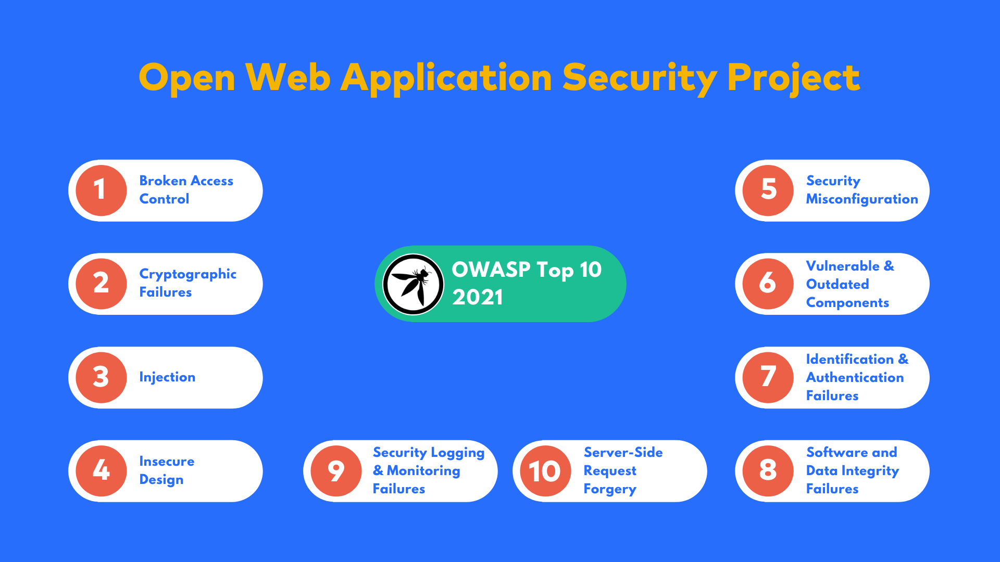 Open Web Application Security Project
1
Broken Access
Control
2
Cryptographic
Failures
3
Injection
4
Insecure
Design
OWASP Top 10
2021
5
Security
Misconfiguration
6
Vulnerable &
Outdated
Components
7
Identification &
Authentication
Failures
8
Software and
Data Integrity
Failures
9
Security Logging
& Monitoring
Failures
10
Server-Side
Request
Forgery